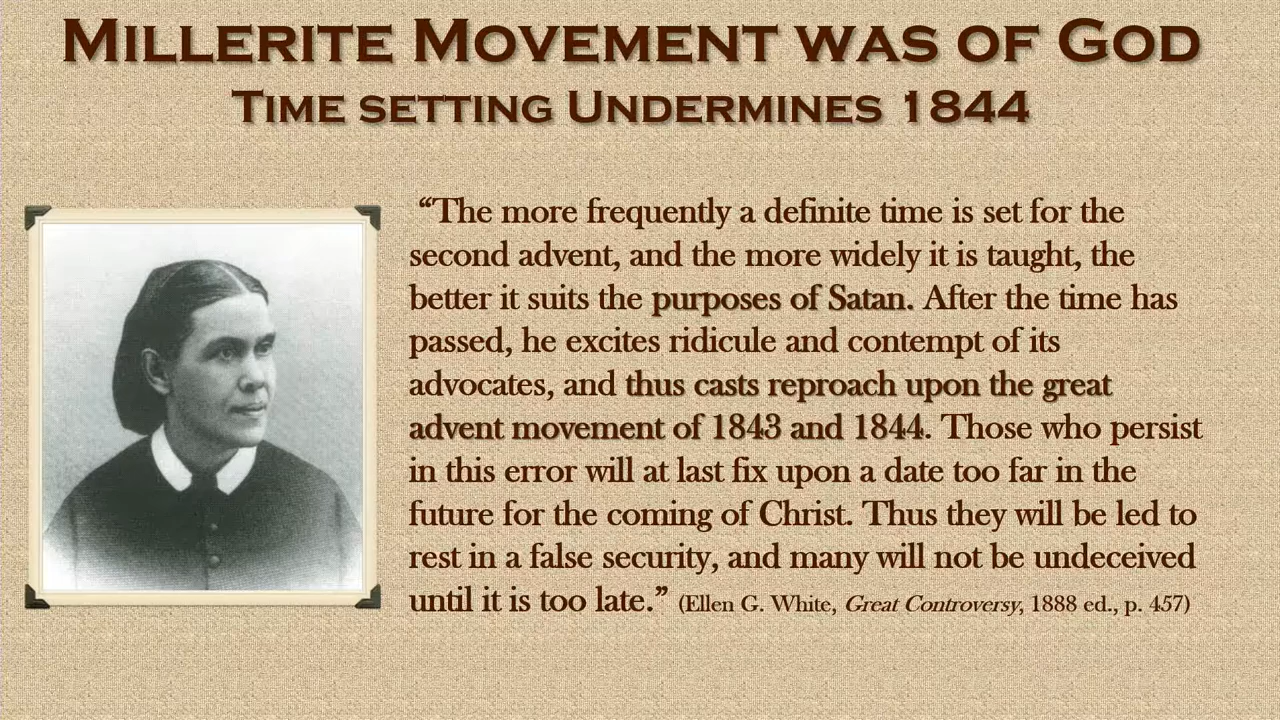 Millerite Movement was of God
Time setting Undermines 1844
“The more frequently a definite time is set for the
second advent, and the more widely it is taught, the
better it suits the purposes of Satan. After the time has
passed, he excites ridicule and contempt of its
advocates, and thus casts reproach upon the great
advent movement of 1843 and 1844. Those who persist
in this error will at last fix upon a date too far in the
future for the coming of Christ. Thus they will be led to
rest in a false security, and many will not be undeceived
until it is too late.” (Ellen G. White, Great Controversy, 1888 ed., p. 457)